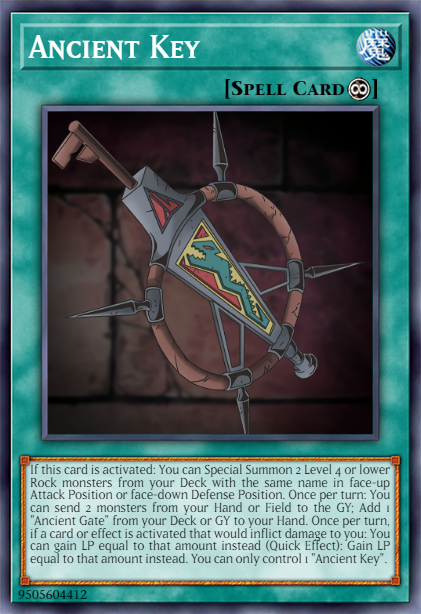 Ancient Key
魔
[Spell Card♾]
If this card is activated: You can Special Summon 2 Level 4 or lower
Rock monsters from your Deck with the same name in face-up
Attack Position or face-down Defense Position. Once per turn: You
can send 2 monsters from your Hand or Field to the GY; Add 1
"Ancient Gate" from your Deck or GY to your Hand. Once per turn,
if a card or effect is activated that would inflict damage to you: You
can gain LP equal to that amount instead (Quick Effect): Gain LP
equal to that amount instead. You can only control 1 "Ancient Key".
9505604412